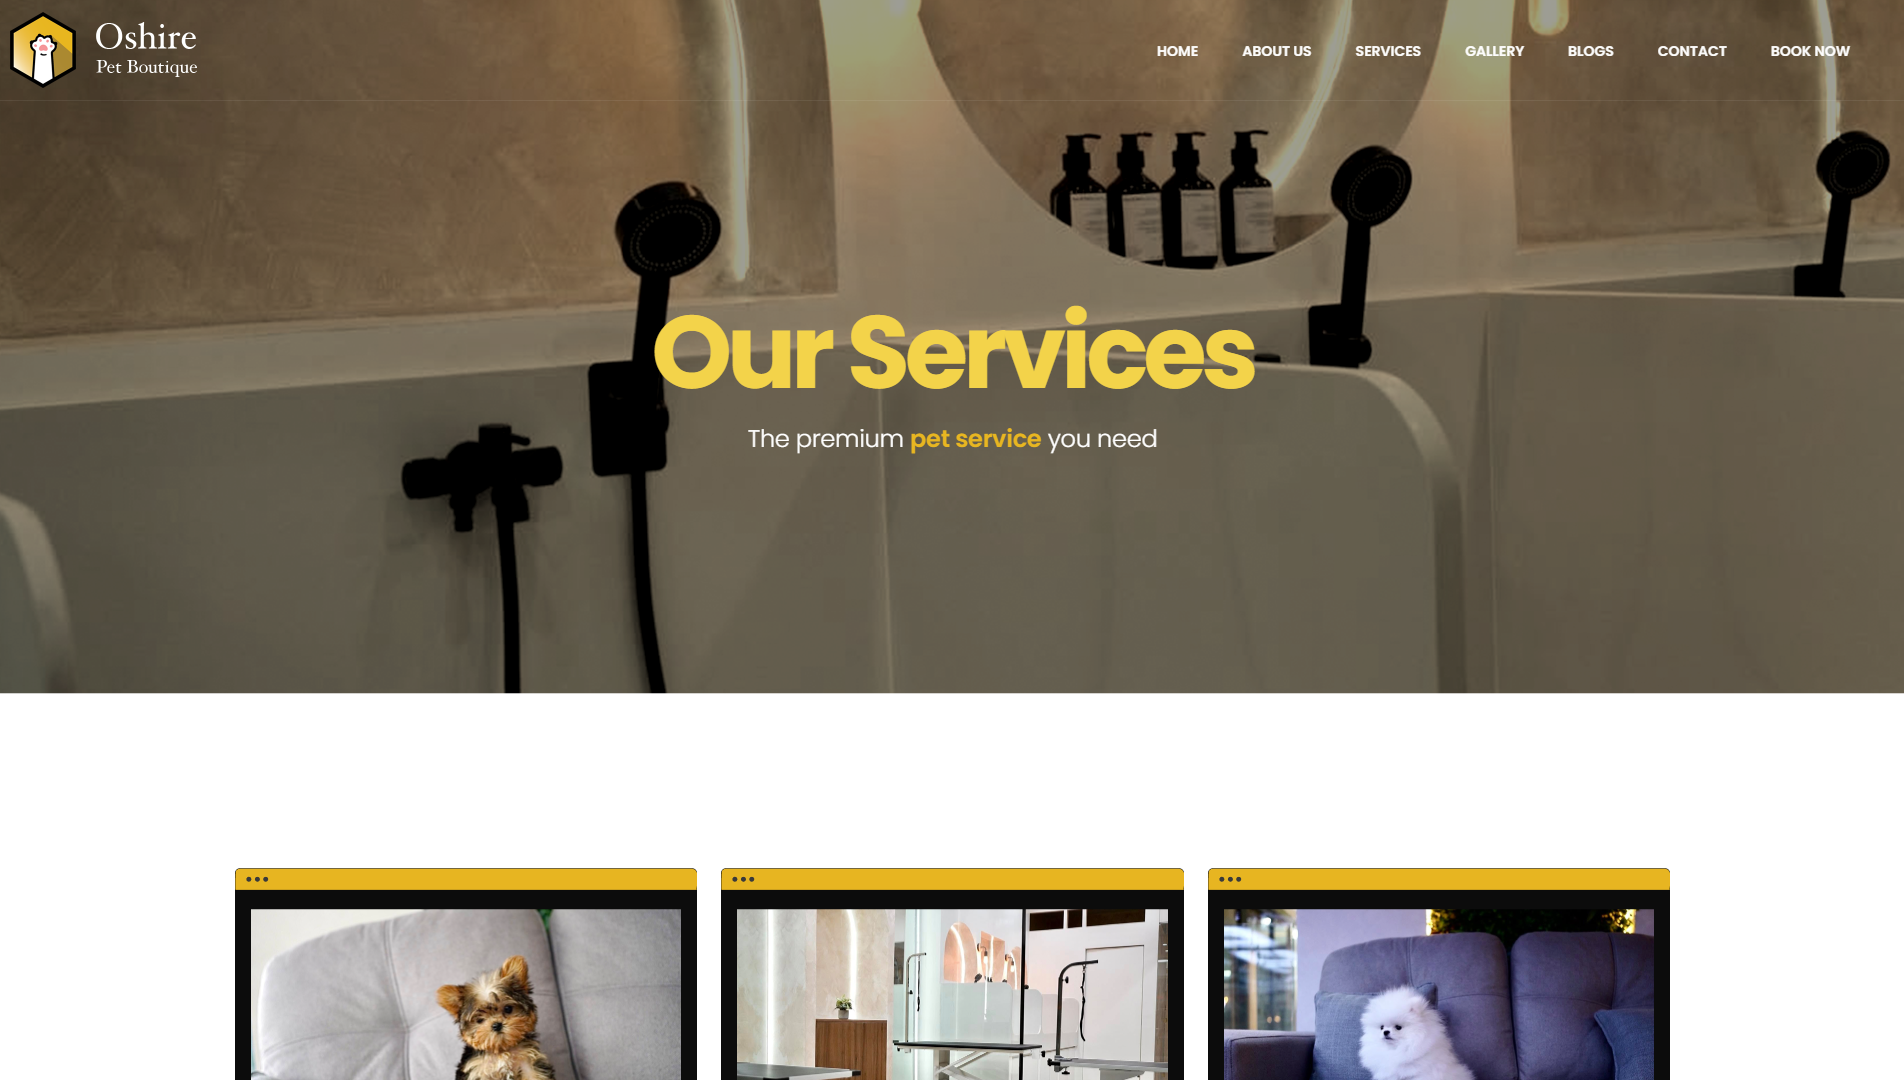 Oshire
Pet Boutique
HOME ABOUT US SERVICES GALLERY BLOGS CONTACT BOOK NOW
Our Services
The premium pet service you need